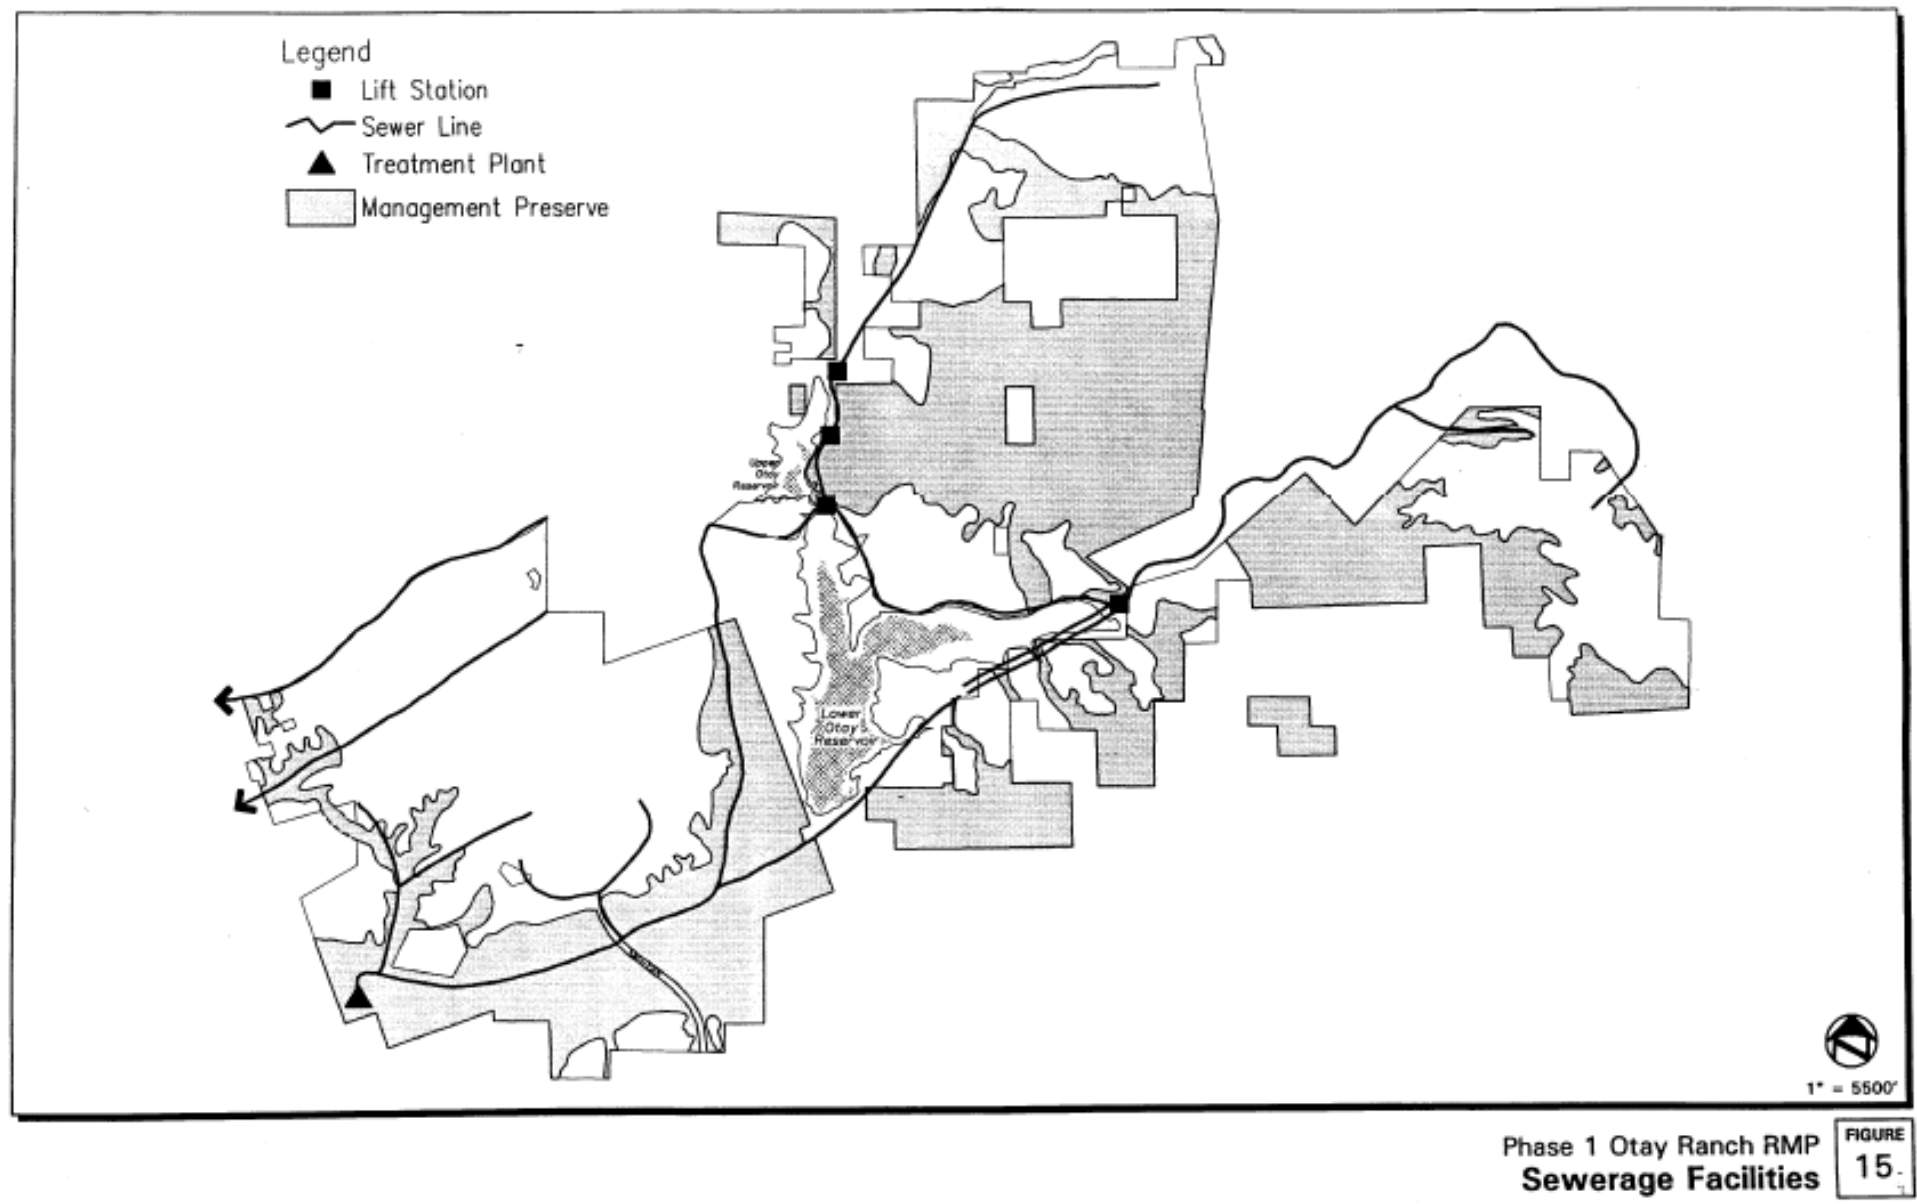 Legend
Lift Station
Sewer Line
Treatment Plant
Management Preserve
Upper
Otay
Reservoir
Lower
Otay
Reservoir
1" = 5500'
Phase 1 Otay Ranch RMP
Sewerage Facilities
FIGURE
15